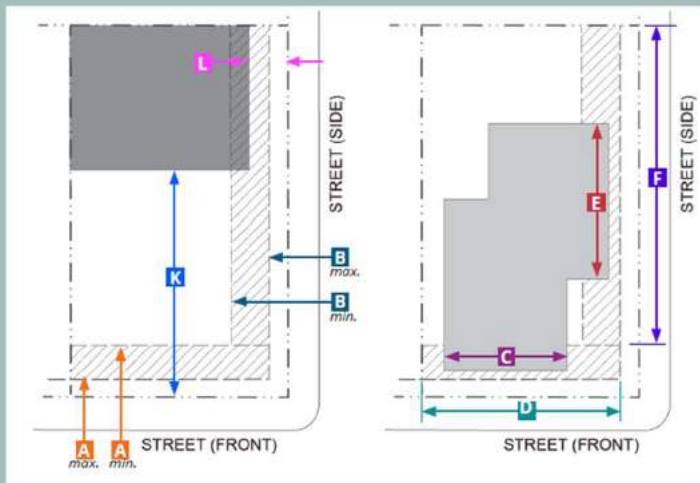 L
K
B
max.
B
min.
A
max.
A
min.
STREET (SIDE)
STREET (FRONT)
E
F
C
D
STREET (SIDE)
STREET (FRONT)